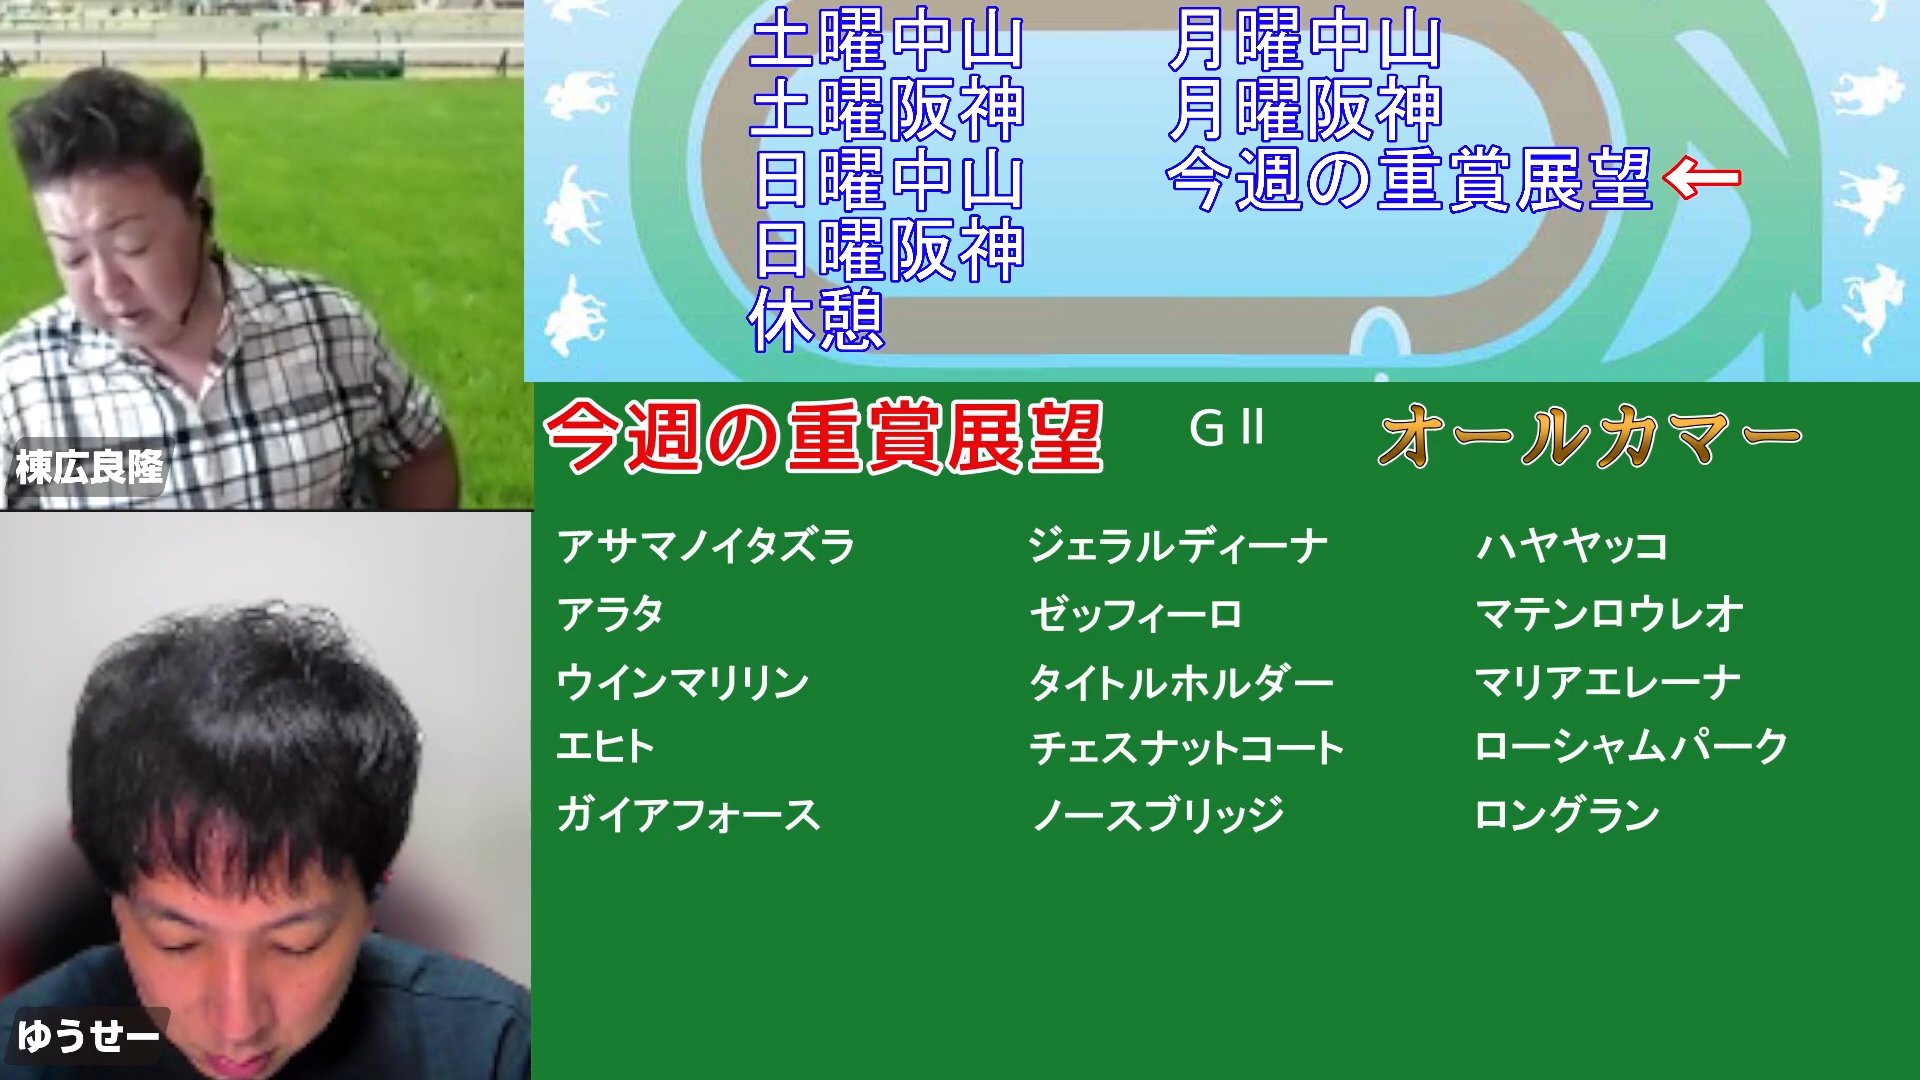 土曜中山
土曜阪神
日曜中山
日曜阪神
休憩
月曜中山
月曜阪神
今週の重賞展望←
棟広良隆
ゆうせー
今週の重賞展望 GⅡ オールカマー
アサマノイタズラ
アラタ
ウインマリリン
エヒト
ガイアフォース
ジェラルディーナ
ゼッフィーロ
タイトルホルダー
チェスナットコート
ノースブリッジ
ハヤヤッコ
マテンロウレオ
マリアエレーナ
ローシャムパーク
ロングラン